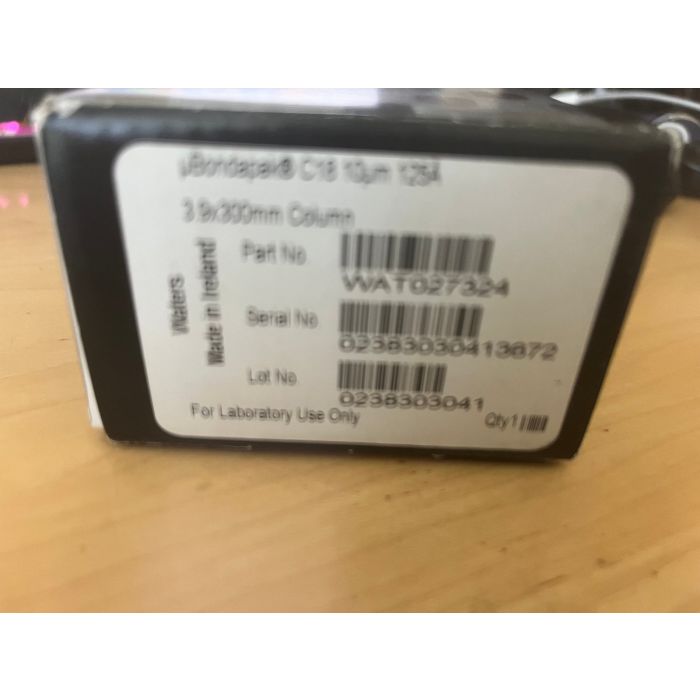 µBondapak® C18 10µm 125Å
3.9x300mm Column
Waters
Made in Ireland
Part No
WAT027324
Serial No
02383030413672
Lot No
0238303041
For Laboratory Use Only
Qty 1